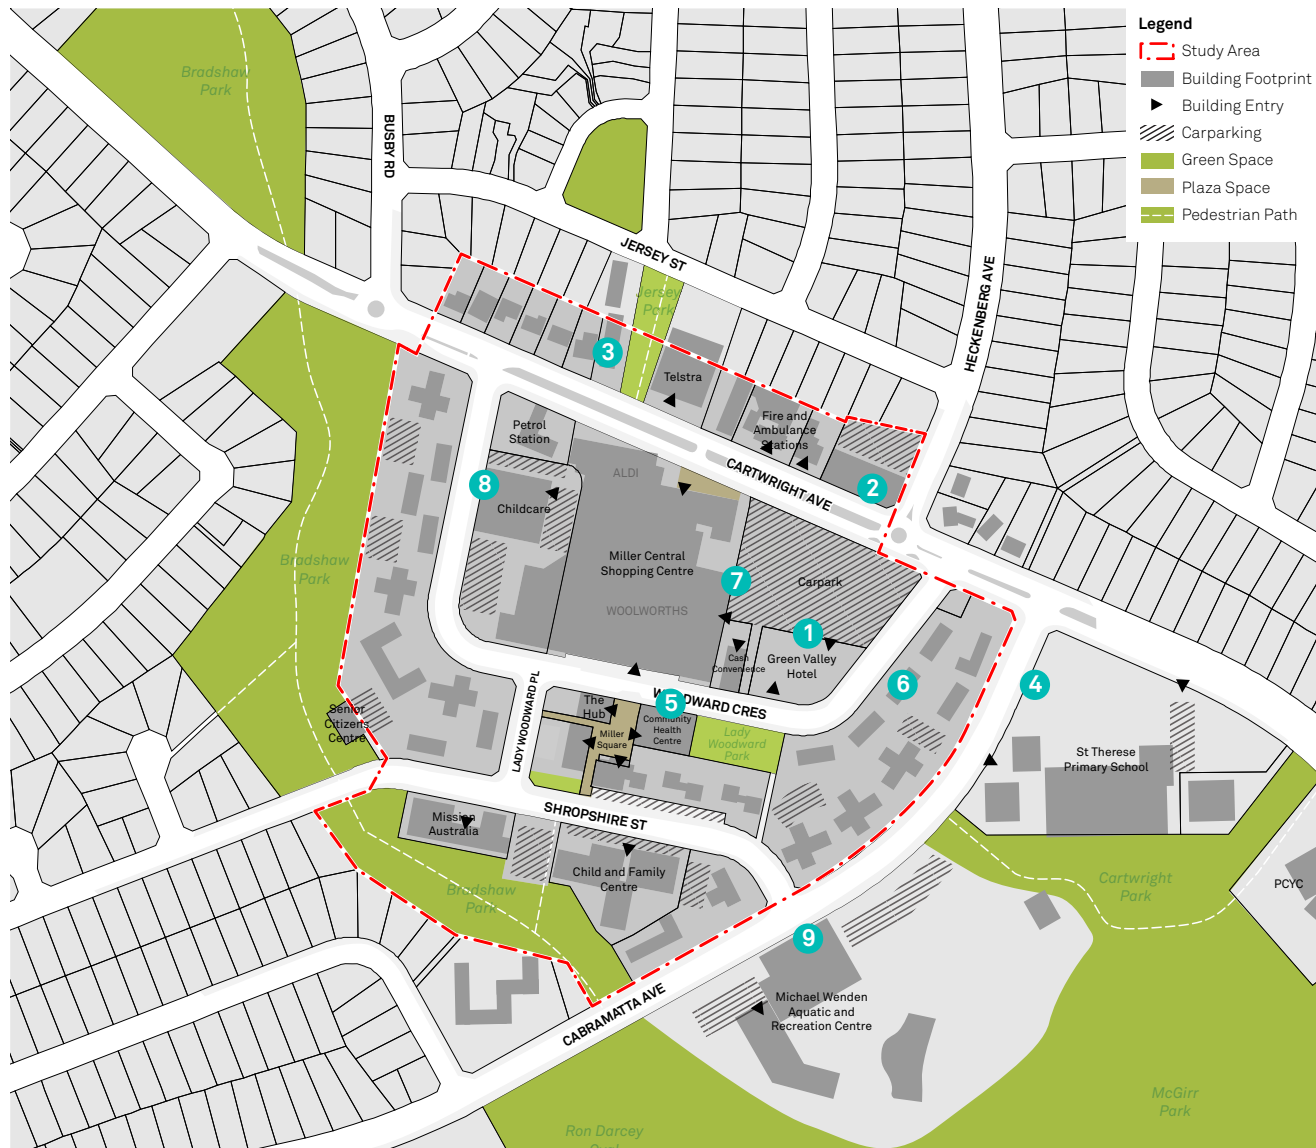 Legend
Study Area
Building Footprint
Building Entry
Carparking
Green Space
Plaza Space
Pedestrian Path
Bradshaw
Park
BUSBY RD
JERSEY ST
HECKENBERG AVE
Jersey
Park
3
Telstra
Petrol
Station
Fire and
Ambulance
Stations
CARTWRIGHT AVE
2
8
ALDI
Childcare
Miller Central
Shopping Centre
WOOLWORTHS
7
Carpark
Bradshaw
Park
1
Cash
Convenience
Green Valley
Hotel
6
4
WOODWARD CRES
5
The
Hub
Miller
Square
Community
Health
Centre
Lady
Woodward
Park
LADY WOODWARD PL
Senior
Citizens
Centre
St Therese
Primary School
SHROPSHIRE ST
Mission
Australia
Child and Family
Centre
Bradshaw
Park
Cartwright
Park
PCYC
9
Michael Wenden
Aquatic and
Recreation Centre
CABRAMATTA AVE
McGirr
Park
Ron Darcey
Oval